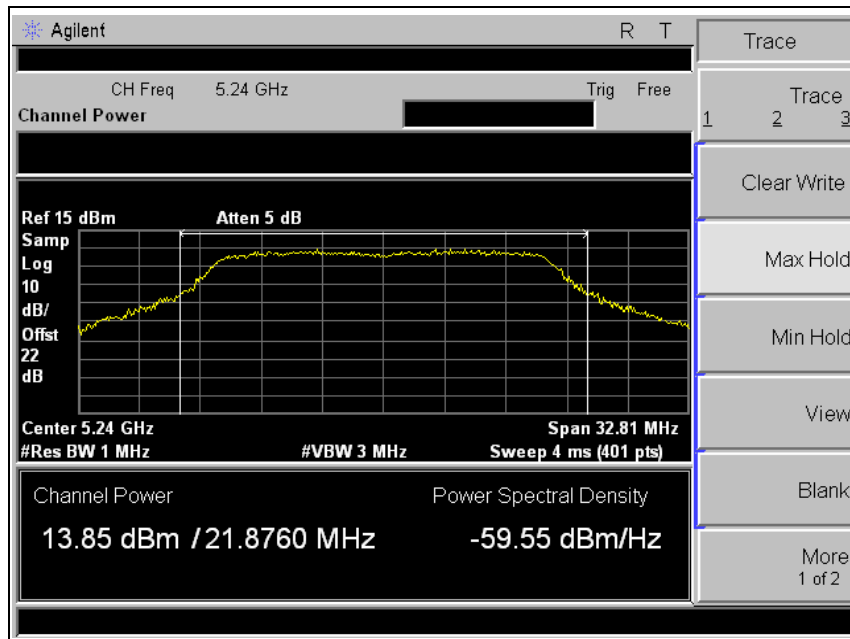 Agilent R T
Trace
CH Freq 5.24 GHz Trig Free
Channel Power
Trace
1 2 3
Clear Write
Max Hold
Min Hold
View
Blank
More
1 of 2
Ref 15 dBm Atten 5 dB
Samp
Log
10
dB/
Offst
22
dB
Center 5.24 GHz Span 32.81 MHz
#Res BW 1 MHz #VBW 3 MHz Sweep 4 ms (401 pts)
Channel Power Power Spectral Density
13.85 dBm / 21.8760 MHz -59.55 dBm/Hz